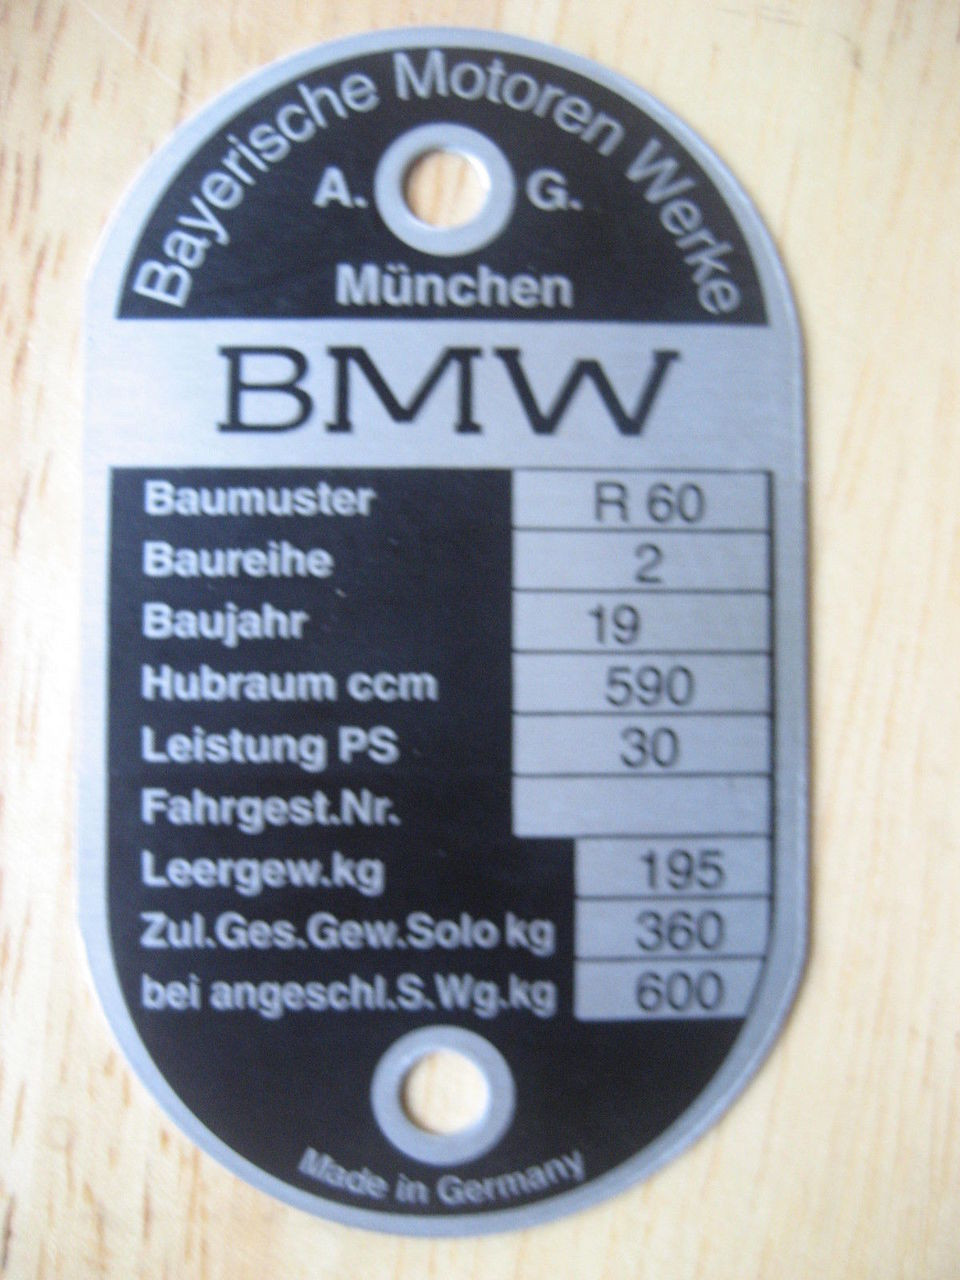 Bayerische Motoren Werke
A. G.
München
BMW
Baumuster R 60
Baureihe 2
Baujahr 19
Hubraum ccm 590
Leistung PS 30
Fahrgest.Nr.
Leergew.kg 195
Zul.Ges.Gew.Solo kg 360
bei angeschl.S.Wg.kg 600
Made in Germany